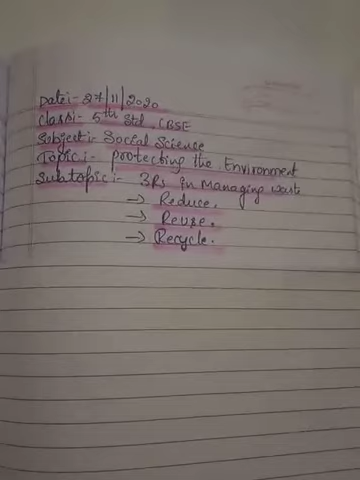 Date:- 27/11/2020
Class:- 5th Std, CBSE
Subject:- Social Science
Topic:- Protecting the Environment
Subtopic:- 3Rs in Managing waste
→ Reduce.
→ Reuse.
→ Recycle.